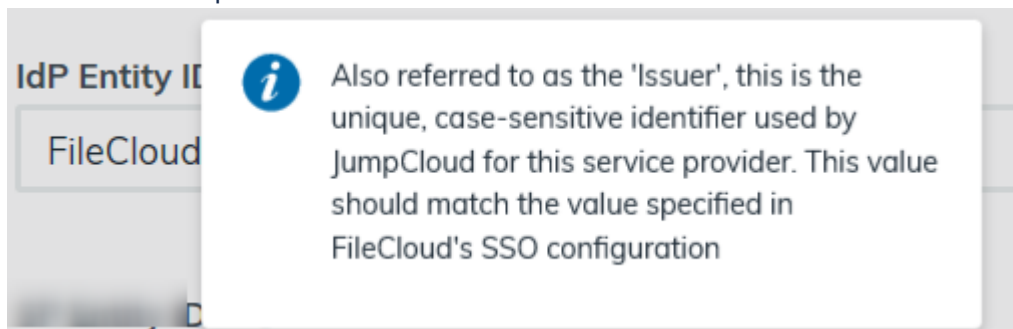 IdP Entity ID
Also referred to as the 'Issuer', this is the
unique, case-sensitive identifier used by
FileCloud
JumpCloud for this service provider. This value
should match the value specified in
FileCloud's SSO configuration